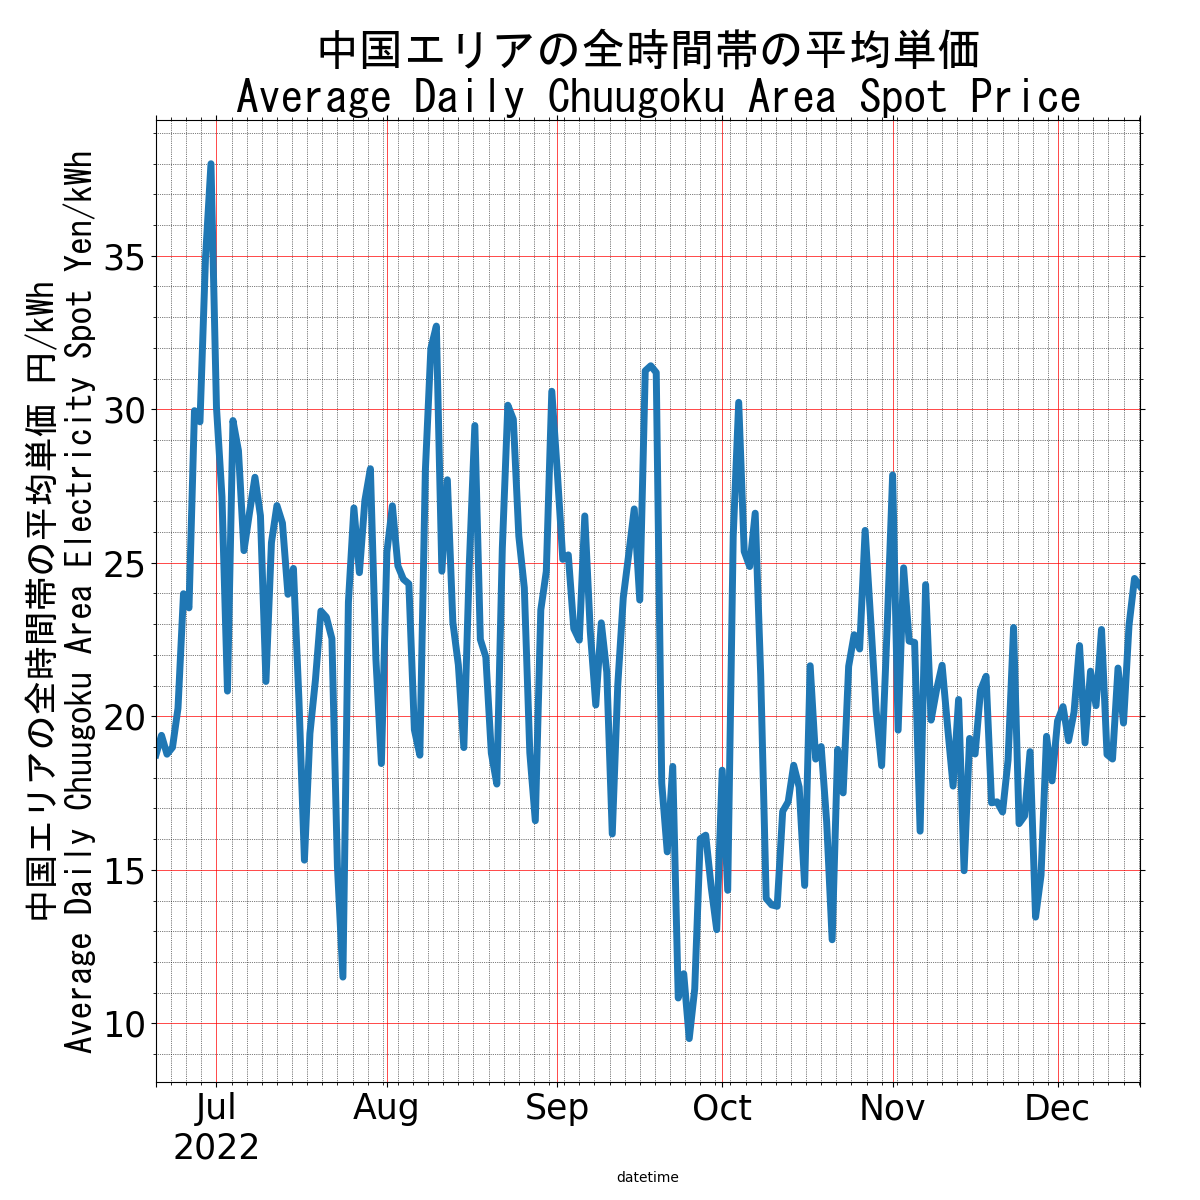 中国エリアの全時間帯の平均単価
Average Daily Chuugoku Area Spot Price
中国エリアの全時間帯の平均単価 円/kWh
Average Daily Chuugoku Area Electricity Spot Yen/kWh
35
30
25
20
15
10
Jul
2022
Aug
Sep
Oct
Nov
Dec
datetime